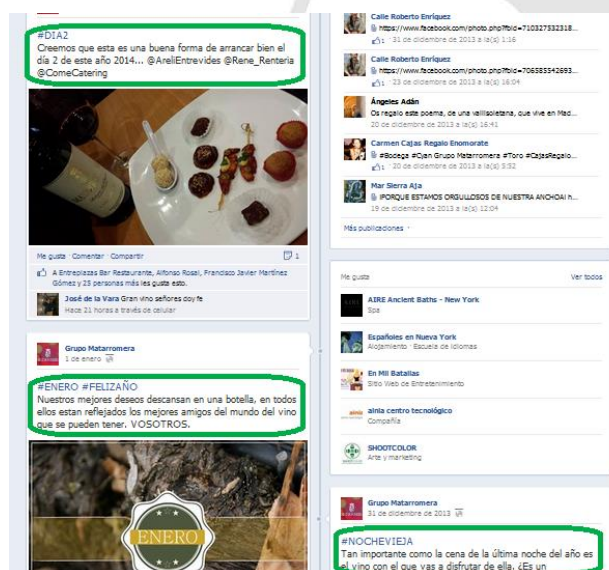 #DIA2
Creemos que esta es una buena forma de arrancar bien el
día 2 de este año 2014... @AreliEntrevides @Rene_Renteria
@ComeCatering
Me gusta · Comentar · Compartir
1
A Entreplazas Bar Restaurante, Alfonso Rosal, Francisco Javier Martínez
Gómez y 23 personas más les gusta esto.
José de la Vara Gran vino señores doy fe
Hace 21 horas a través de celular
Grupo Matarromera
1 de enero
#ENERO #FELIZAÑO
Nuestros mejores deseos descansan en una botella, en todos
ellos estan reflejados los mejores amigos del mundo del vino
que se pueden tener. VOSOTROS.
ENERO
Calle Roberto Enríquez
https://www.facebook.com/photo.php?fbid=710327332318...
1 · 31 de diciembre de 2013 a la(s) 1:16
Calle Roberto Enríquez
https://www.facebook.com/photo.php?fbid=706585542693...
1 · 23 de diciembre de 2013 a la(s) 16:04
Ángeles Adán
Os regalo este poema, de una vallisoletana, que vive en Mad...
20 de diciembre de 2013 a la(s) 16:41
Carmen Cajas Regalo Enomorate
#Bodega #Cyan Grupo Matarromera #Toro #CajasRegalo...
1 · 20 de diciembre de 2013 a la(s) 5:32
Mar Sierra Aja
¡PORQUE ESTAMOS ORGULLOSOS DE NUESTRA ANCHOA! h...
19 de diciembre de 2013 a la(s) 12:04
Más publicaciones
Me gusta
Ver todos
AIRE Ancient Baths - New York
Spa
Españoles en Nueva York
Alojamiento · Escuela de idiomas
En Mil Batallas
Sitio Web de Entretenimiento
ainia centro tecnológico
Compañía
SHOOTCOLOR
Arte y marketing
Grupo Matarromera
31 de diciembre de 2013
#NOCHEVIEJA
Tan importante como la cena de la última noche del año es
el vino con el que vas a disfrutar de ella. ¿Es un